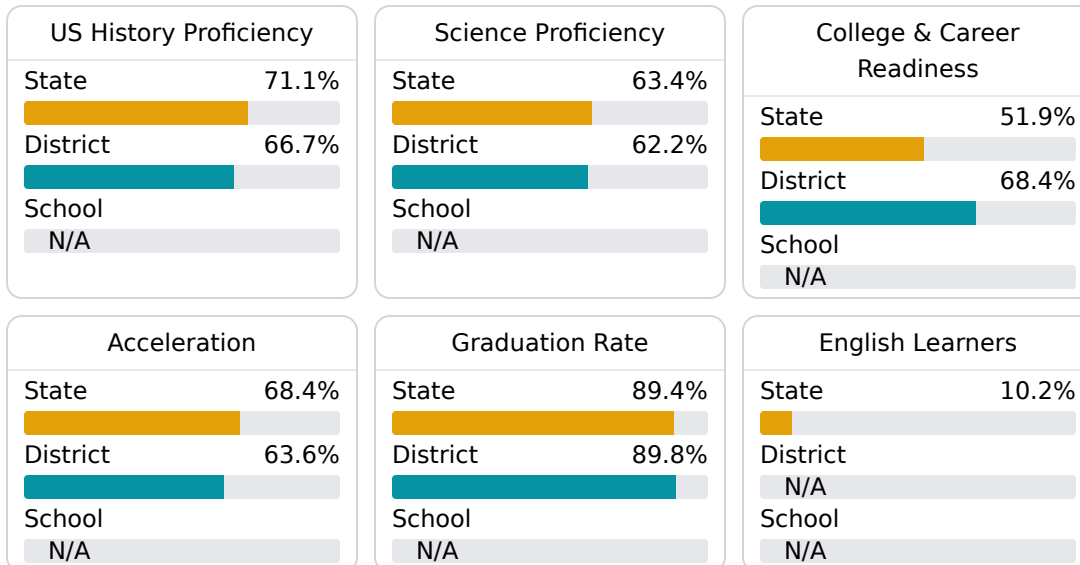 US History Proficiency
State 71.1%
District 66.7%
School
N/A
Science Proficiency
State 63.4%
District 62.2%
School
N/A
College & Career
Readiness
State 51.9%
District 68.4%
School
N/A
Acceleration
State 68.4%
District 63.6%
School
N/A
Graduation Rate
State 89.4%
District 89.8%
School
N/A
English Learners
State 10.2%
District
N/A
School
N/A